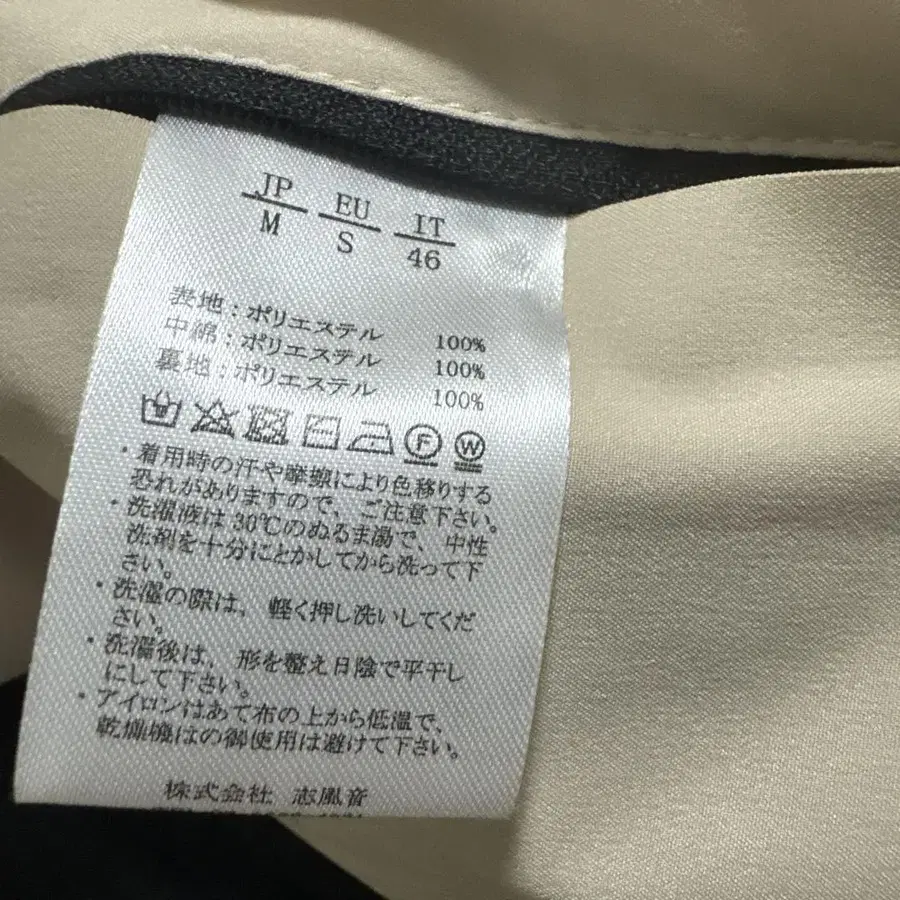 JP EU IT
M S 46
表地:ポリエステル 100%
中綿:ポリエステル 100%
裏地:ポリエステル 100%
F W
・着用時の汗や摩擦により色移りする
恐れがありますので、ご注意下さい。
・洗濯液は30℃のぬるま湯で、中性
洗剤を十分にとかしてから洗って下
さい。
・洗濯の際は、軽く押し洗いしてくだ
さい。
・洗濯後は、形を整え日陰で平干し
にして下さい。
・アイロンはあて布の上から低温で、
乾燥機はの御使用は避けて下さい。
株式会社 志風音